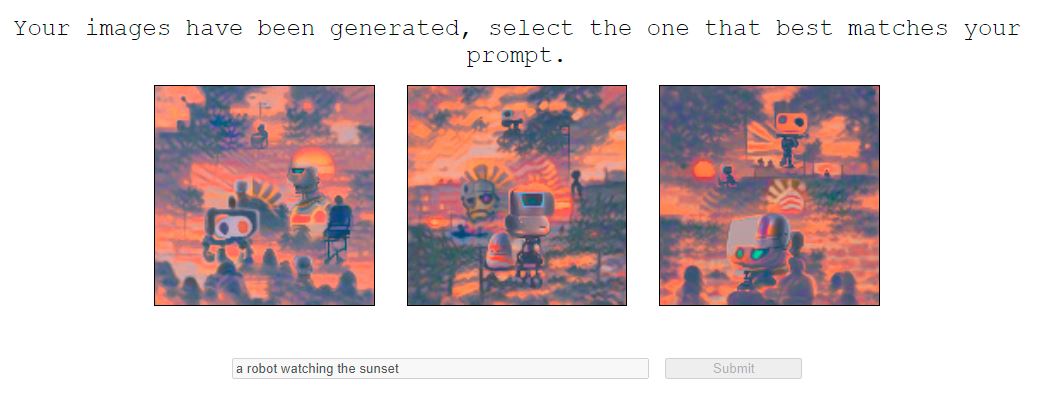 Your images have been generated, select the one that best matches your
prompt.
a robot watching the sunset
Submit